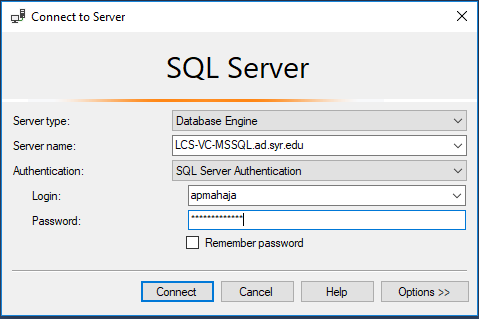 Connect to Server
SQL Server
Server type: Database Engine
Server name: LCS-VC-MSSQL.ad.syr.edu
Authentication: SQL Server Authentication
Login: apmahaja
Password: *************
Remember password
Connect Cancel Help Options >>